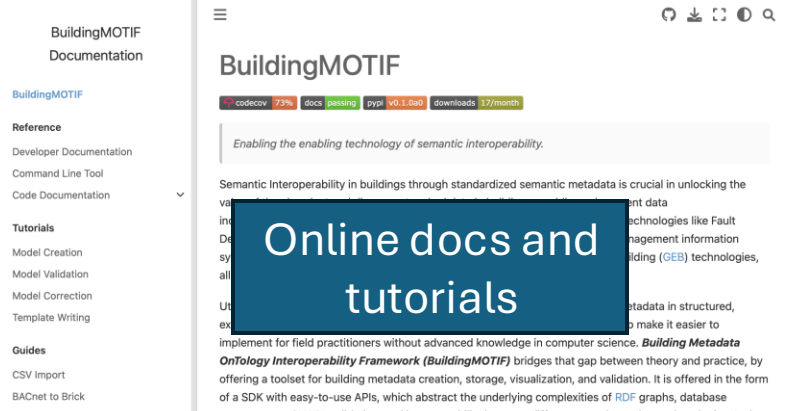 BuildingMOTIF
Documentation
BuildingMOTIF
Reference
Developer Documentation
Command Line Tool
Code Documentation
Tutorials
Model Creation
Model Validation
Model Correction
Template Writing
Guides
CSV Import
BACnet to Brick
BuildingMOTIF
codecov 73% docs passing pypi v0.1.0a0 downloads 17/month
Enabling the enabling technology of semantic interoperability.
Semantic Interoperability in buildings through standardized semantic metadata is crucial in unlocking the
data
technologies like Fault
information
(GEB) technologies,
Online docs and
tutorials
metadata in structured,
make it easier to
implement for field practitioners without advanced knowledge in computer science. Building Metadata
OnTology Interoperability Framework (BuildingMOTIF) bridges that gap between theory and practice, by
offering a toolset for building metadata creation, storage, visualization, and validation. It is offered in the form
of a SDK with easy-to-use APIs, which abstract the underlying complexities of RDF graphs, database